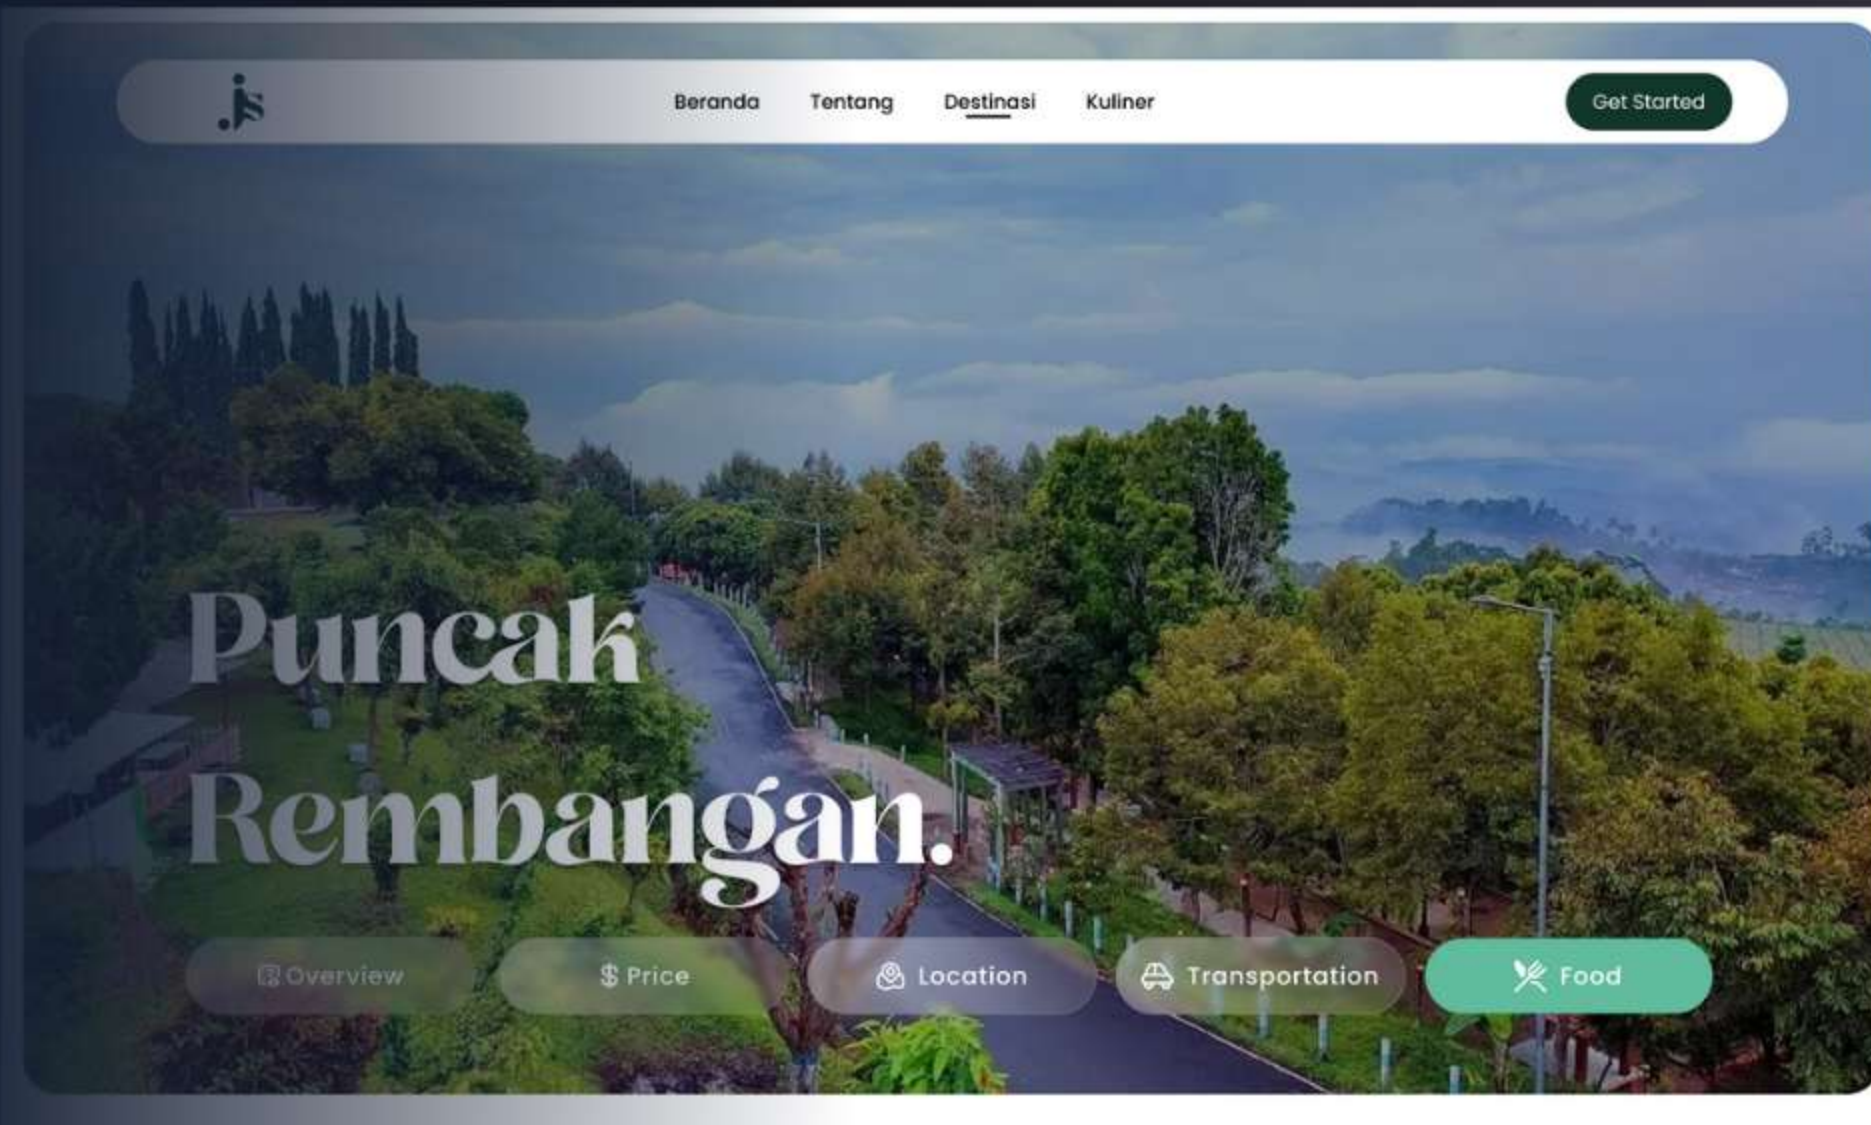 .js
Beranda Tentang Destinasi Kuliner Get Started
Puncak
Rembangan.
Overview $ Price Location Transportation Food